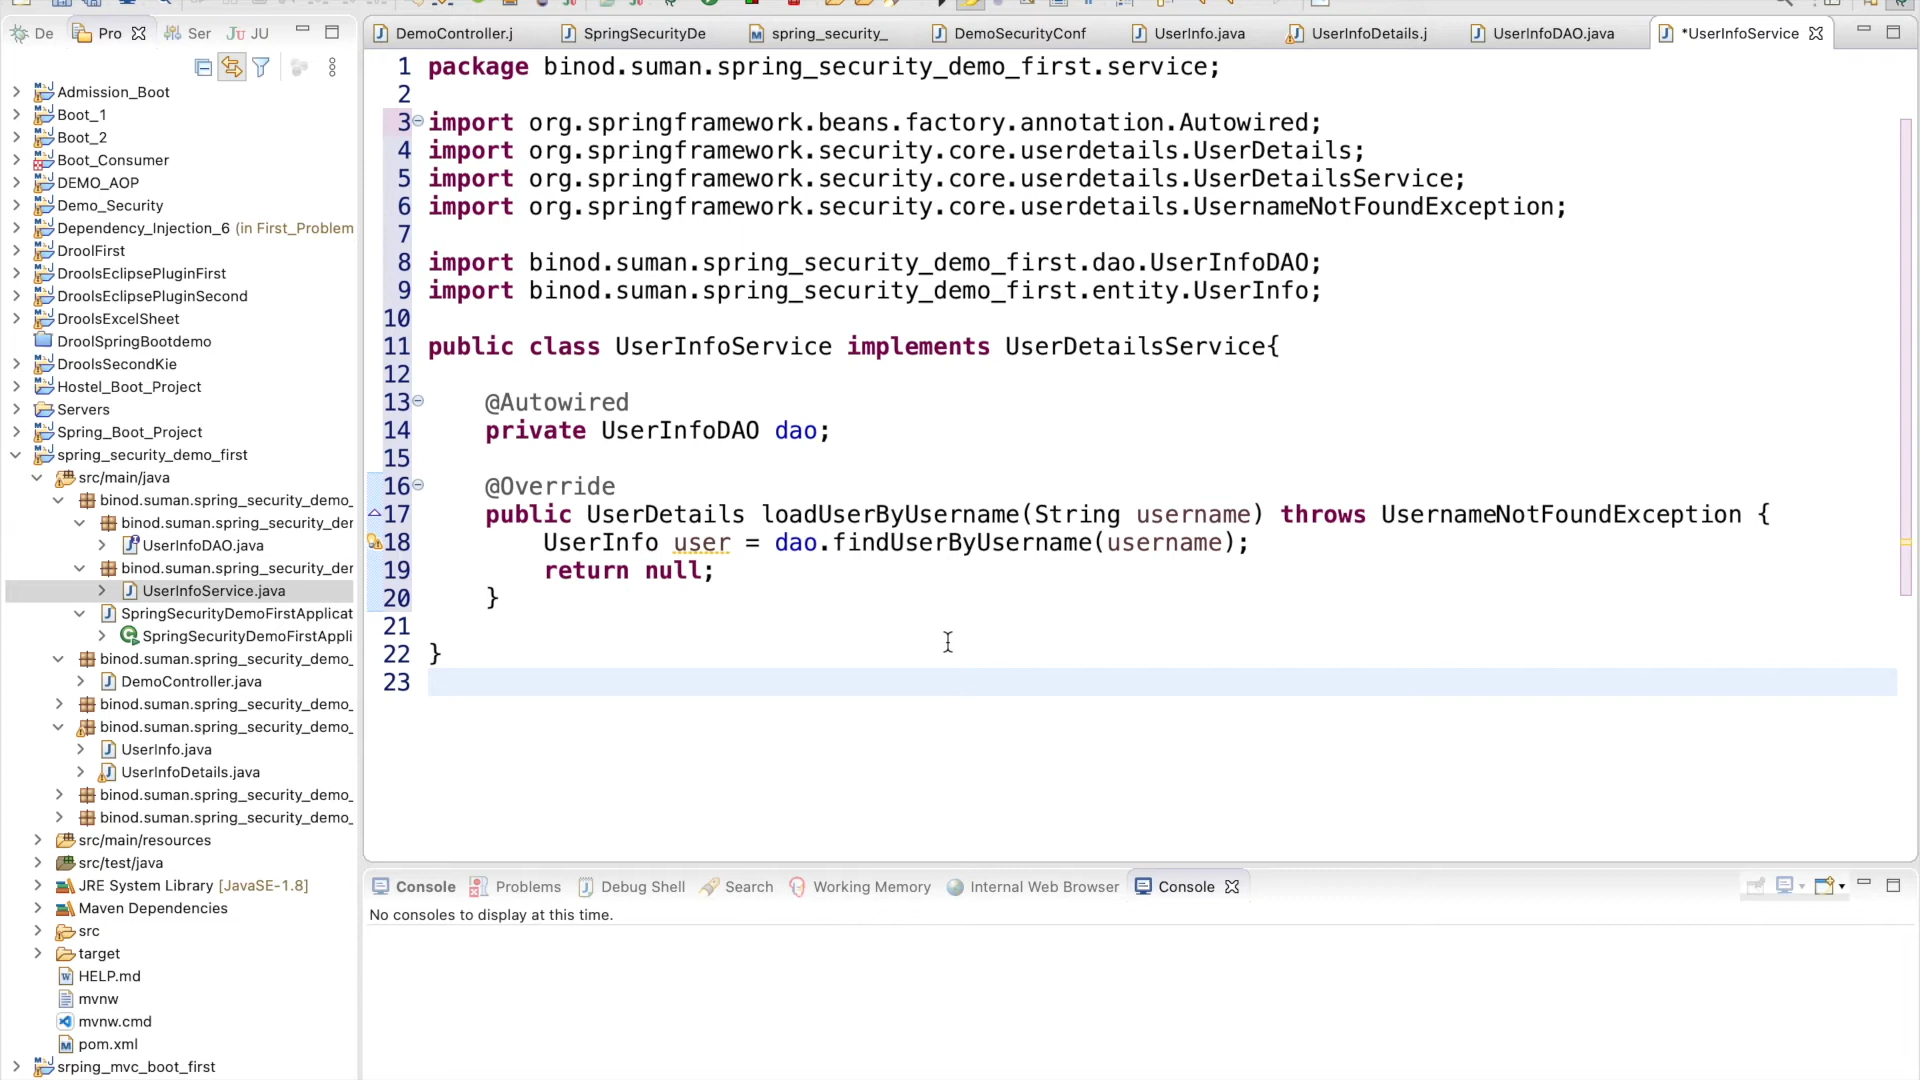 De Pro Ser JU
DemoController.j SpringSecurityDe spring_security_ DemoSecurityConf UserInfo.java UserInfoDetails.j UserInfoDAO.java *UserInfoService
Admission_Boot
Boot_1
Boot_2
Boot_Consumer
DEMO_AOP
Demo_Security
Dependency_Injection_6 (in First_Problem
DroolFirst
DroolsEclipsePluginFirst
DroolsEclipsePluginSecond
DroolsExcelSheet
DroolSpringBootdemo
DroolsSecondKie
Hostel_Boot_Project
Servers
Spring_Boot_Project
spring_security_demo_first
src/main/java
binod.suman.spring_security_demo_
binod.suman.spring_security_der
UserInfoDAO.java
binod.suman.spring_security_der
UserInfoService.java
SpringSecurityDemoFirstApplicat
SpringSecurityDemoFirstAppli
binod.suman.spring_security_demo_
DemoController.java
binod.suman.spring_security_demo_
binod.suman.spring_security_demo_
UserInfo.java
UserInfoDetails.java
binod.suman.spring_security_demo_
binod.suman.spring_security_demo_
src/main/resources
src/test/java
JRE System Library [JavaSE-1.8]
Maven Dependencies
src
target
HELP.md
mvnw
mvnw.cmd
pom.xml
srping_mvc_boot_first
1 package binod.suman.spring_security_demo_first.service;
2
3 import org.springframework.beans.factory.annotation.Autowired;
4 import org.springframework.security.core.userdetails.UserDetails;
5 import org.springframework.security.core.userdetails.UserDetailsService;
6 import org.springframework.security.core.userdetails.UsernameNotFoundException;
7
8 import binod.suman.spring_security_demo_first.dao.UserInfoDAO;
9 import binod.suman.spring_security_demo_first.entity.UserInfo;
10
11 public class UserInfoService implements UserDetailsService{
12
13 @Autowired
14 private UserInfoDAO dao;
15
16 @Override
17 public UserDetails loadUserByUsername(String username) throws UsernameNotFoundException {
18 UserInfo user = dao.findUserByUsername(username);
19 return null;
20 }
21
22 }
23
Console Problems Debug Shell Search Working Memory Internal Web Browser Console
No consoles to display at this time.